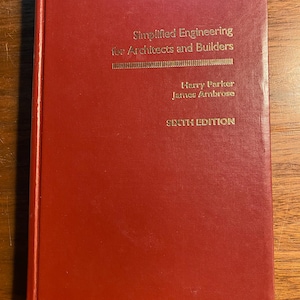 Simplified Engineering
for Architects and Builders
Harry Parker
James Ambrose
SIXTH EDITION